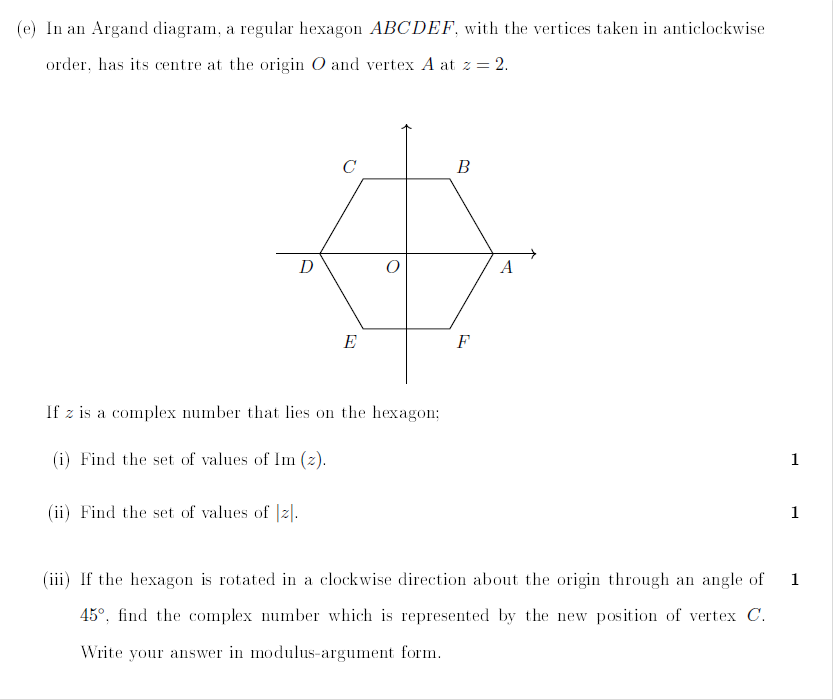 (e) In an Argand diagram, a regular hexagon ABCDEF, with the vertices taken in anticlockwise
order, has its centre at the origin O and vertex A at z = 2.
C
B
D
O
A
E
F
If z is a complex number that lies on the hexagon;
(i) Find the set of values of Im (z). 1
(ii) Find the set of values of |z|. 1
(iii) If the hexagon is rotated in a clockwise direction about the origin through an angle of 1
45°, find the complex number which is represented by the new position of vertex C.
Write your answer in modulus-argument form.